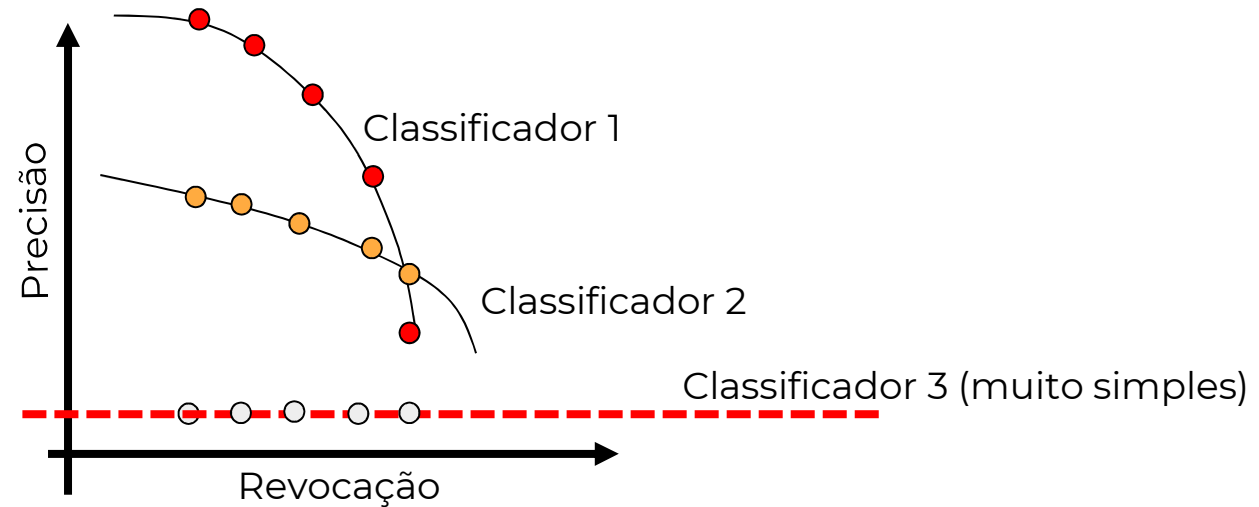 Precisão
Classificador 1
Classificador 2
Classificador 3 (muito simples)
Revocação